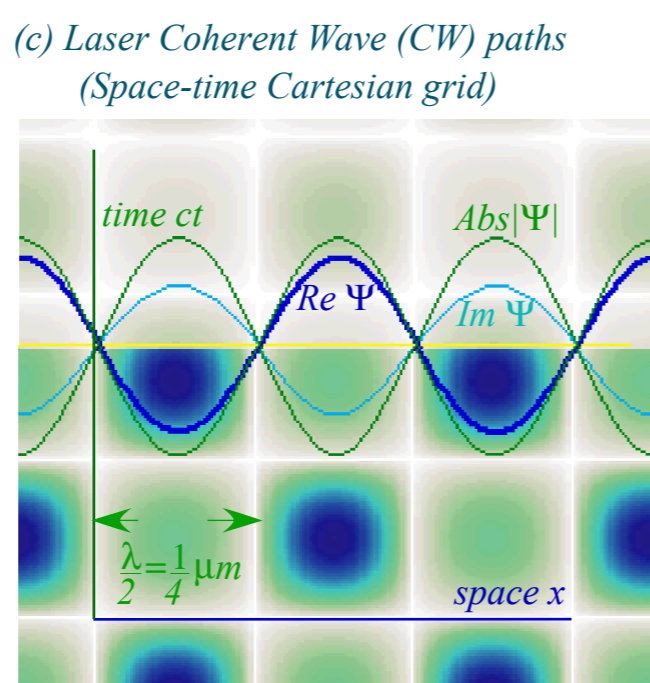 (c) Laser Coherent Wave (CW) paths
(Space-time Cartesian grid)
time ct
Abs|Ψ|
Re Ψ
Im Ψ
λ/2=1/4 μm
space x